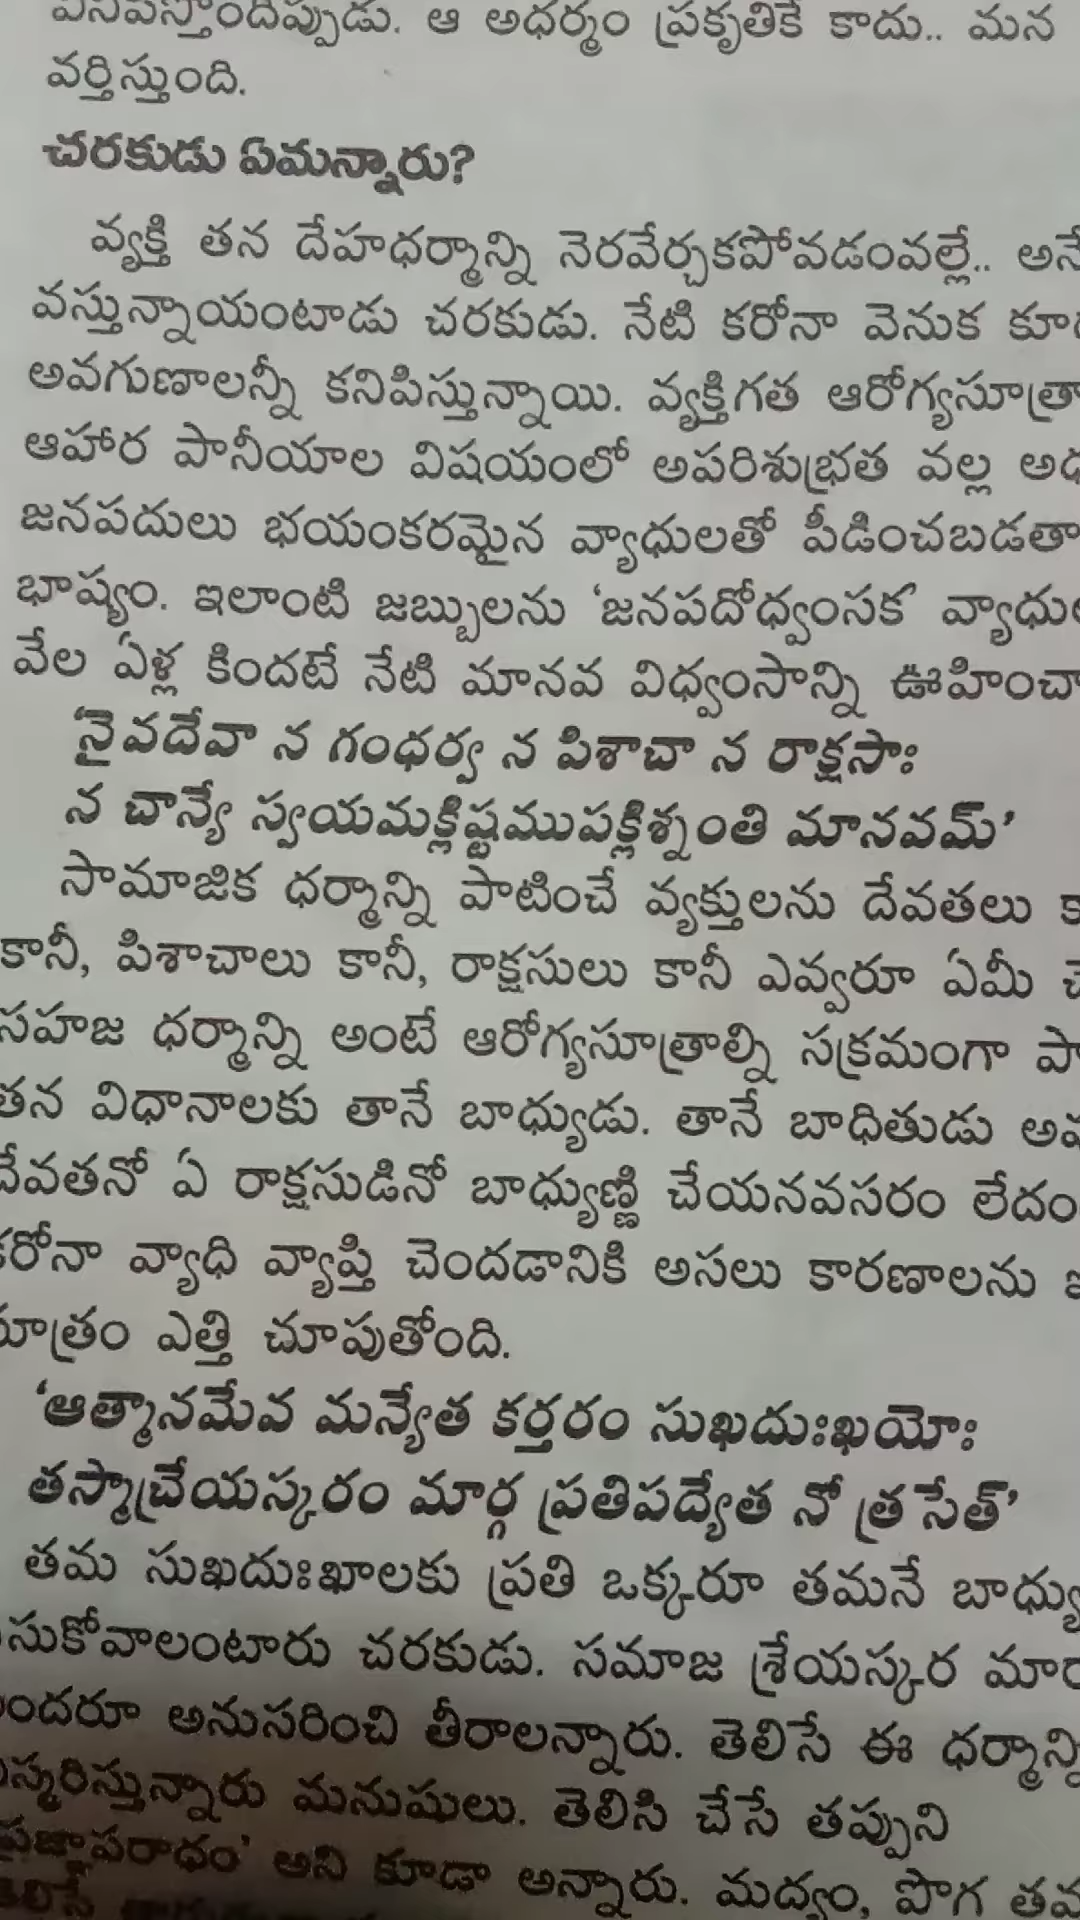 వినిపిస్తోందిప్పుడు. ఆ అధర్మం ప్రకృతికే కాదు.. మన
వర్తిస్తుంది.
చరకుడు ఏమన్నారు?
వ్యక్తి తన దేహధర్మాన్ని నెరవేర్చకపోవడంవల్లే..
వస్తున్నాయంటాడు చరకుడు. నేటి కరోనా వెనుక
అవగుణాలన్నీ కనిపిస్తున్నాయి. వ్యక్తిగత ఆరోగ్యసూత్రా
ఆహార పానీయాల విషయంలో అపరిశుభ్రత వల్ల
జనపదులు భయంకరమైన వ్యాధులతో పీడించబడతా
భాష్యం. ఇలాంటి జబ్బులను ‘జనపదోధ్వంసక’ వ్యాధు
వేల ఏళ్ల కిందటే నేటి మానవ విధ్వంసాన్ని ఊహించా
‘నైవదేవా న గంధర్వ న పిశాచా న రాక్షసాః
న చాన్యే స్వయమక్లిష్టముపక్లిశ్నంతి మానవమ్’
సామాజిక ధర్మాన్ని పాటించే వ్యక్తులను దేవతలు
కానీ, పిశాచాలు కానీ, రాక్షసులు కానీ ఎవ్వరూ ఏమీ
సహజ ధర్మాన్ని అంటే ఆరోగ్యసూత్రాల్ని సక్రమంగా పా
తన విధానాలకు తానే బాధ్యుడు. తానే బాధితుడు
దేవతనో ఏ రాక్షసుడినో బాధ్యుణ్ణి చేయనవసరం లేదం
కరోనా వ్యాధి వ్యాప్తి చెందడానికి అసలు కారణాలను
సూత్రం ఎత్తి చూపుతోంది.
‘ఆత్మానమేవ మన్యేత కర్తరం సుఖదుఃఖయోః
తస్మాచ్రేయస్కరం మార్గ ప్రతిపద్యేత నో త్రసేత్’
తమ సుఖదుఃఖాలకు ప్రతి ఒక్కరూ తమనే బాధ్యు
సుకోవాలంటారు చరకుడు. సమాజ శ్రేయస్కర మార
ందరూ అనుసరించి తీరాలన్నారు. తెలిసే ఈ ధర్మాన్ని
స్మరిస్తున్నారు మనుషులు. తెలిసి చేసే తప్పుని
ప్రజ్ఞాపరాధం’ అని కూడా అన్నారు. మద్యం, పొగ